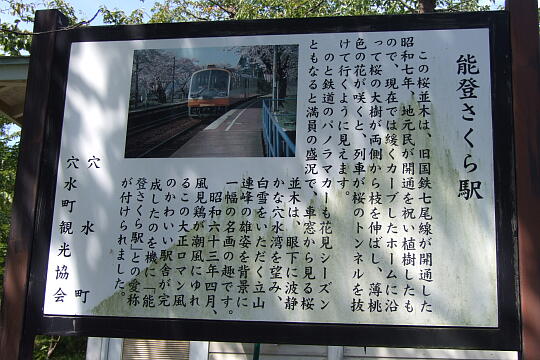 能登さくら駅
この桜並木は、旧国鉄七尾線が開通した
昭和七年、地元民が開通を祝い植樹したも
ので、現在では緩くカーブしたホームに沿
って桜の大樹が両側から枝を伸ばし、薄桃
色の花が咲くと、列車が桜のトンネルを抜
けて行くように見えます。
のと鉄道のパノラマカーも花見シーズン
ともなると満員の盛況で、車窓から見る桜
並木は、眼下に波静
かな穴水湾を望み、
白雪をいただく立山
連峰の雄姿を背景に
一幅の名画の趣です。
昭和六十三年四月、
風見鶏が潮風にゆれ
るこの大正ロマン風
のかわいい駅舎が完
成したのを機に「能
登さくら駅」との愛称
が付けられました。
穴水町
穴水町観光協会